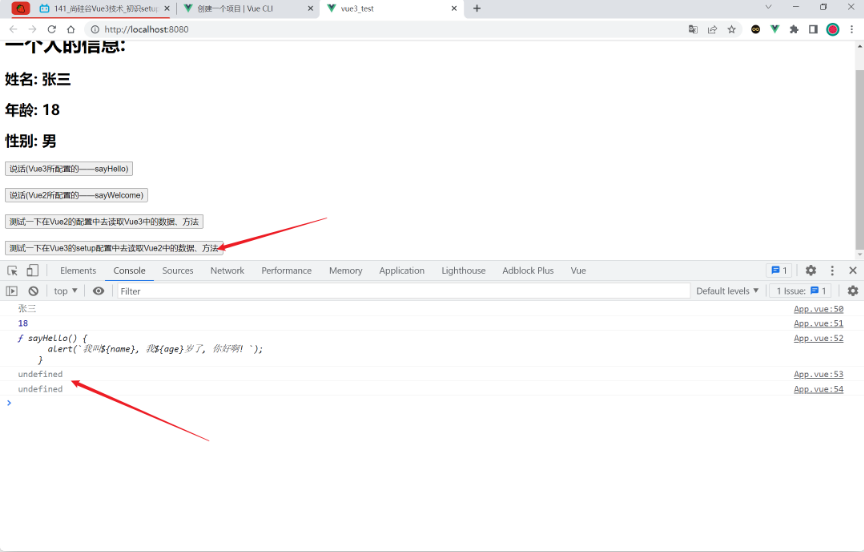 141_尚硅谷Vue3技术_初识setup
创建一个项目 | Vue CLI
vue3_test
http://localhost:8080
一个人的信息:
姓名: 张三
年龄: 18
性别: 男
说话(Vue3所配置的——sayHello)
说话(Vue2所配置的——sayWelcome)
测试一下在Vue2的配置中去读取Vue3中的数据、方法
测试一下在Vue3的setup配置中去读取Vue2中的数据、方法
Elements Console Sources Network Performance Memory Application Lighthouse Adblock Plus Vue 1
top Filter Default levels 1 Issue: 1
张三 App.vue:50
18 App.vue:51
ƒ sayHello() { App.vue:52
alert(`我叫${name}, 我${age}岁了, 你好啊! `);
}
undefined App.vue:53
undefined App.vue:54